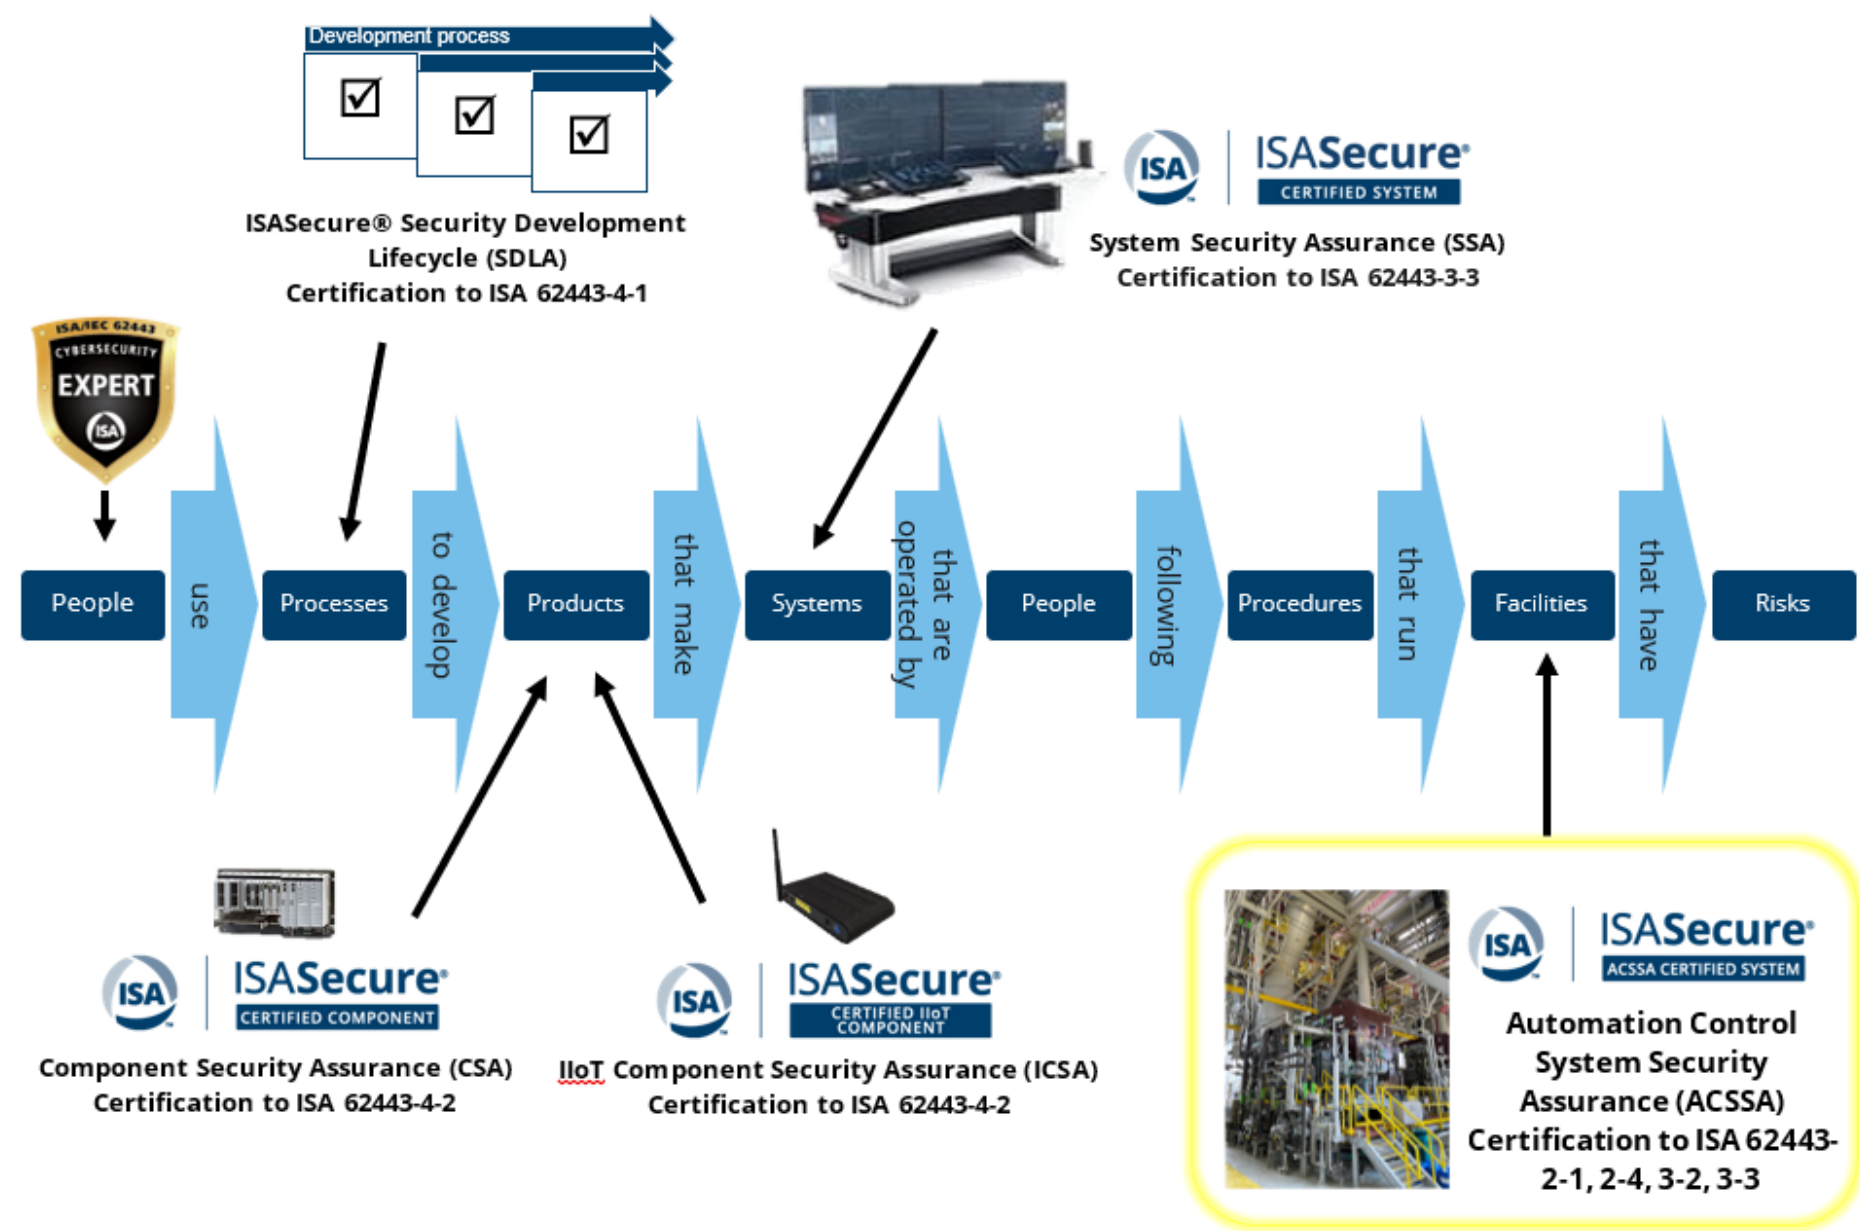 Development process
ISASecure® Security Development
Lifecycle (SDLA)
Certification to ISA 62443-4-1
ISA
ISASecure®
CERTIFIED SYSTEM
System Security Assurance (SSA)
Certification to ISA 62443-3-3
ISA/IEC 62443
CYBERSECURITY
EXPERT
ISA
People
use
Processes
to develop
Products
that make
Systems
that are
operated by
People
following
Procedures
that run
Facilities
that have
Risks
ISA
™
ISASecure®
CERTIFIED COMPONENT
Component Security Assurance (CSA)
Certification to ISA 62443-4-2
ISA
™
ISASecure®
CERTIFIED IIoT
COMPONENT
IIoT Component Security Assurance (ICSA)
Certification to ISA 62443-4-2
ISA
™
ISASecure®
ACSSA CERTIFIED SYSTEM
Automation Control
System Security
Assurance (ACSSA)
Certification to ISA 62443-
2-1, 2-4, 3-2, 3-3